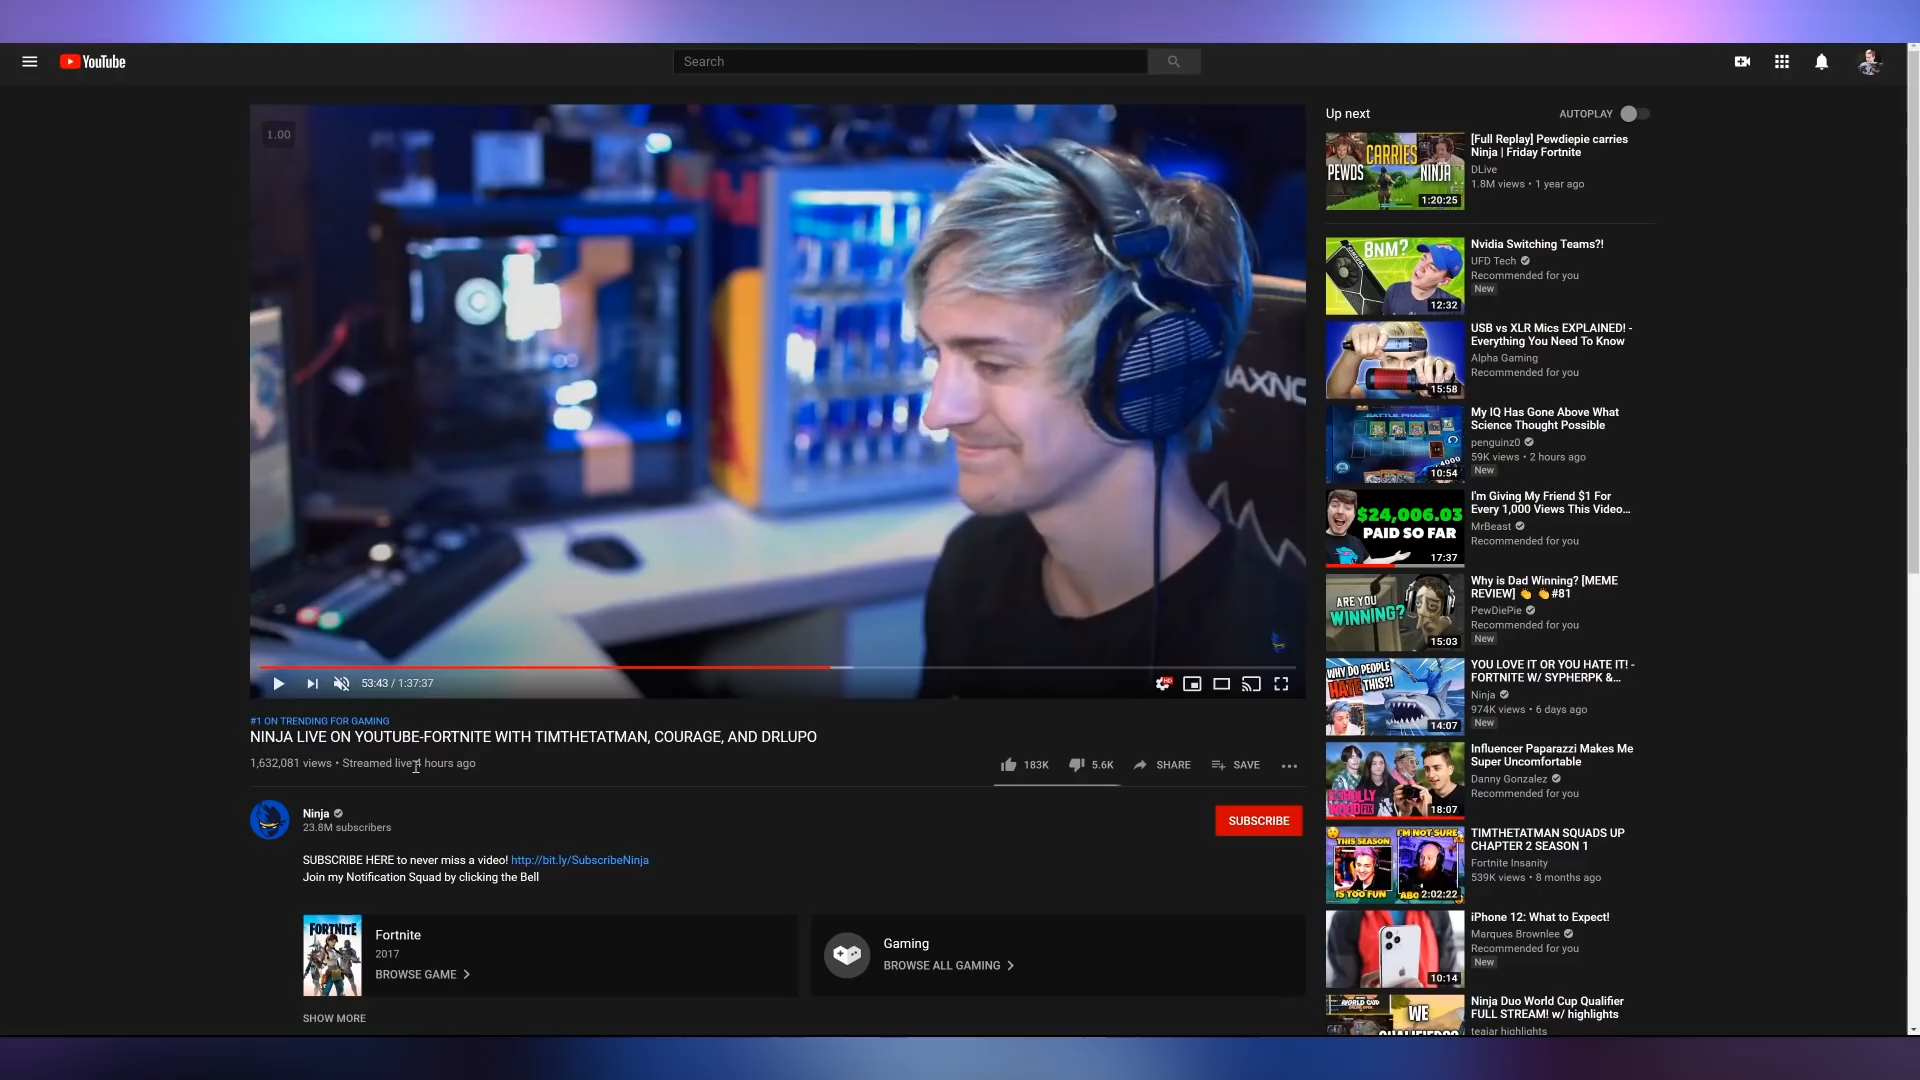 YouTube
Search
1.00
AXNO
53:43 / 1:37:37
HD
#1 ON TRENDING FOR GAMING
NINJA LIVE ON YOUTUBE-FORTNITE WITH TIMTHETATMAN, COURAGE, AND DRLUPO
1,632,081 views • Streamed live 4 hours ago
183K
5.6K
SHARE
SAVE
Ninja
23.8M subscribers
SUBSCRIBE
SUBSCRIBE HERE to never miss a video! http://bit.ly/SubscribeNinja
Join my Notification Squad by clicking the Bell
FORTNITE
Fortnite
2017
BROWSE GAME
Gaming
BROWSE ALL GAMING
SHOW MORE
Up next
AUTOPLAY
CARRIES
PEWDS
NINJA
1:20:25
[Full Replay] Pewdiepie carries
Ninja | Friday Fortnite
DLive
1.8M views • 1 year ago
8NM?
12:32
Nvidia Switching Teams?!
UFD Tech
Recommended for you
New
15:58
USB vs XLR Mics EXPLAINED! -
Everything You Need To Know
Alpha Gaming
Recommended for you
BATTLE PHASE
4000
10:54
My IQ Has Gone Above What
Science Thought Possible
penguinz0
59K views • 2 hours ago
New
$24,006.03
PAID SO FAR
17:37
I'm Giving My Friend $1 For
Every 1,000 Views This Video...
MrBeast
Recommended for you
ARE YOU
WINNING?
15:03
Why is Dad Winning? [MEME
REVIEW] 👏 👏#81
PewDiePie
Recommended for you
New
WHY DO PEOPLE
HATE THIS?!
14:07
YOU LOVE IT OR YOU HATE IT! -
FORTNITE W/ SYPHERPK &...
Ninja
974K views • 6 days ago
New
18:07
Influencer Paparazzi Makes Me
Super Uncomfortable
Danny Gonzalez
Recommended for you
THIS SEASON
I'M NOT SURE
IS TOO FUN
ABO
2:02:22
TIMTHETATMAN SQUADS UP
CHAPTER 2 SEASON 1
Fortnite Insanity
539K views • 8 months ago
10:14
iPhone 12: What to Expect!
Marques Brownlee
Recommended for you
New
WORLD CUP
WE
Ninja Duo World Cup Qualifier
FULL STREAM! w/ highlights
teajar highlights